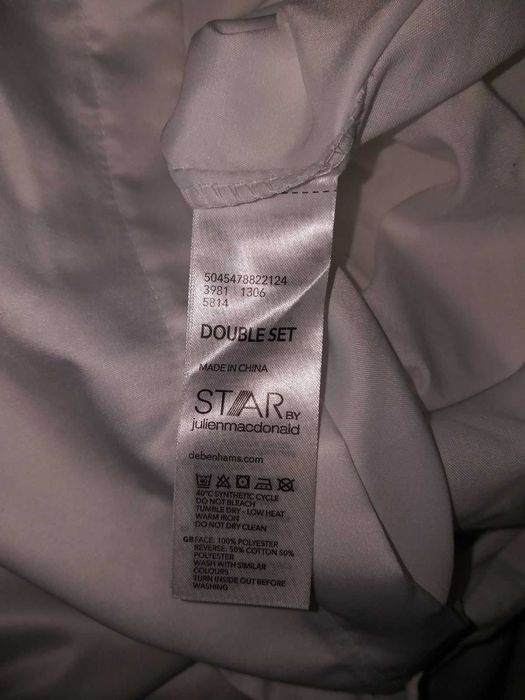 5045478822124
3981 1306
5814
DOUBLE SET
MADE IN CHINA
STAR BY
julienmacdonald
debenhams.com
40
40°C SYNTHETIC CYCLE
DO NOT BLEACH
TUMBLE DRY - LOW HEAT
WARM IRON
DO NOT DRY CLEAN
GB FACE: 100% POLYESTER
REVERSE: 50% COTTON 50%
POLYESTER
WASH WITH SIMILAR
COLOURS
TURN INSIDE OUT BEFORE
WASHING